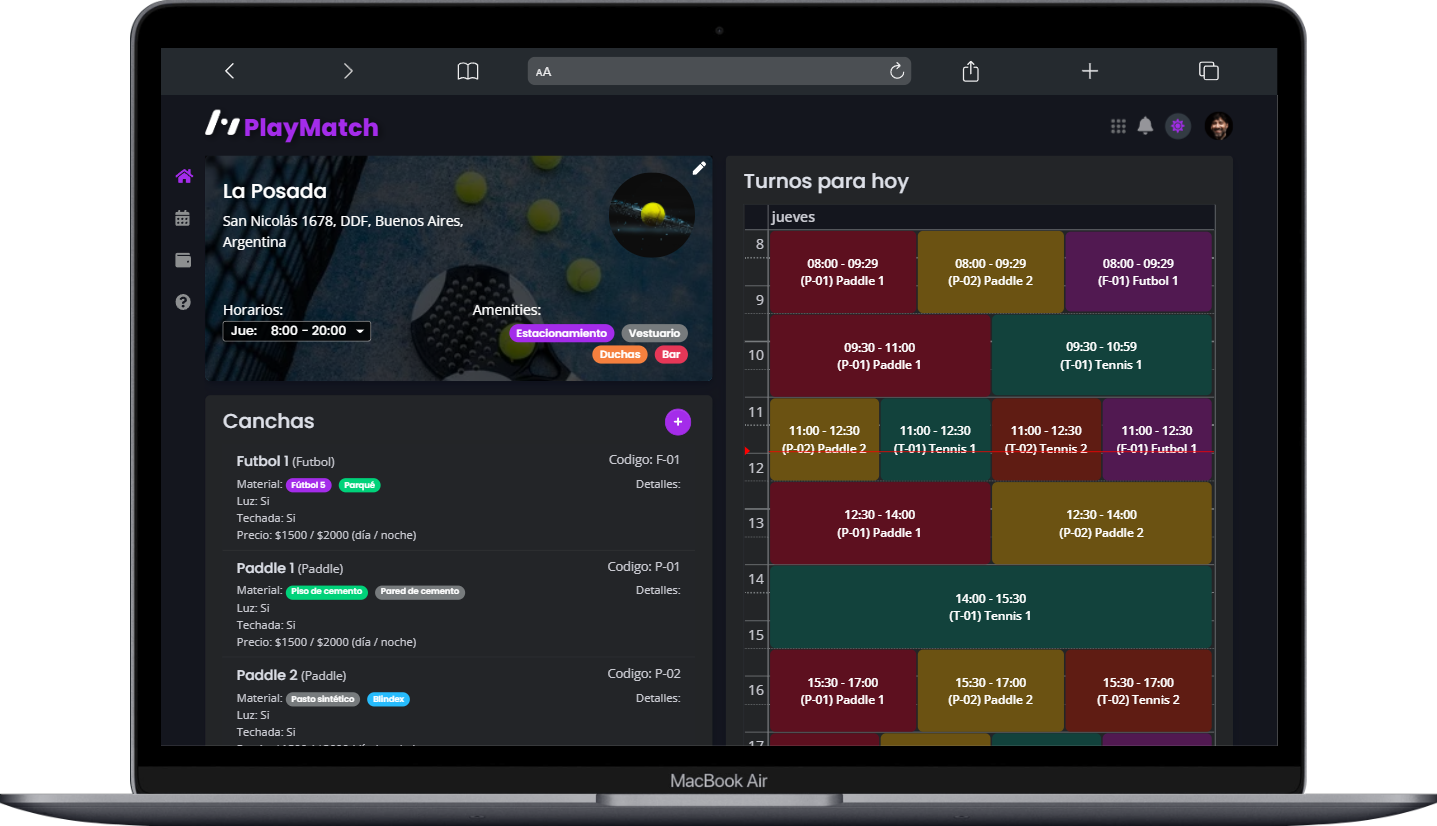 AA
PlayMatch
La Posada
San Nicolás 1678, DDF, Buenos Aires,
Argentina
Horarios:
Jue: 8:00 - 20:00
Amenities:
Estacionamiento
Vestuario
Duchas
Bar
Canchas
+
Futbol 1 (Futbol)
Codigo: F-01
Material: Fútbol 5 Parqué
Detalles:
Luz: Si
Techada: Si
Precio: $1500 / $2000 (día / noche)
Paddle 1 (Paddle)
Codigo: P-01
Material: Piso de cemento Pared de cemento
Detalles:
Luz: Si
Techada: Si
Precio: $1500 / $2000 (día / noche)
Paddle 2 (Paddle)
Codigo: P-02
Material: Pasto sintético Blindex
Detalles:
Luz: Si
Techada: Si
Turnos para hoy
jueves
8
08:00 - 09:29
(P-01) Paddle 1
08:00 - 09:29
(P-02) Paddle 2
08:00 - 09:29
(F-01) Futbol 1
9
09:30 - 11:00
(P-01) Paddle 1
09:30 - 10:59
(T-01) Tennis 1
10
11
11:00 - 12:30
(P-02) Paddle 2
11:00 - 12:30
(T-01) Tennis 1
11:00 - 12:30
(T-02) Tennis 2
11:00 - 12:30
(F-01) Futbol 1
12
12:30 - 14:00
(P-01) Paddle 1
12:30 - 14:00
(P-02) Paddle 2
13
14
14:00 - 15:30
(T-01) Tennis 1
15
15:30 - 17:00
(P-01) Paddle 1
15:30 - 17:00
(P-02) Paddle 2
15:30 - 17:00
(T-02) Tennis 2
16
17
MacBook Air